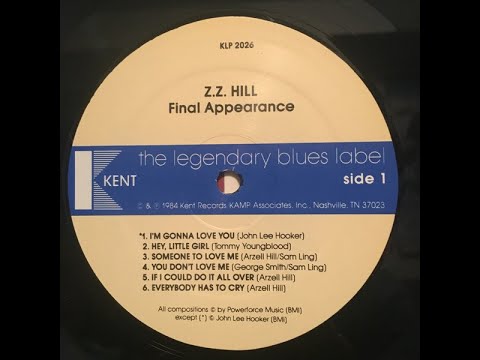 KLP 2026
Z.Z. HILL
Final Appearance
the legendary blues label
KENT
side 1
© & ℗ 1984 Kent Records KAMP Associates, Inc., Nashville, TN 37023
*1. I'M GONNA LOVE YOU (John Lee Hooker)
2. HEY, LITTLE GIRL (Tommy Youngblood)
3. SOMEONE TO LOVE ME (Arzell Hill/Sam Ling)
4. YOU DON'T LOVE ME (George Smith/Sam Ling)
5. IF I COULD DO IT ALL OVER (Arzell Hill)
6. EVERYBODY HAS TO CRY (Arzell Hill)
All compositions © by Powerforce Music (BMI)
except (*) © John Lee Hooker (BMI)